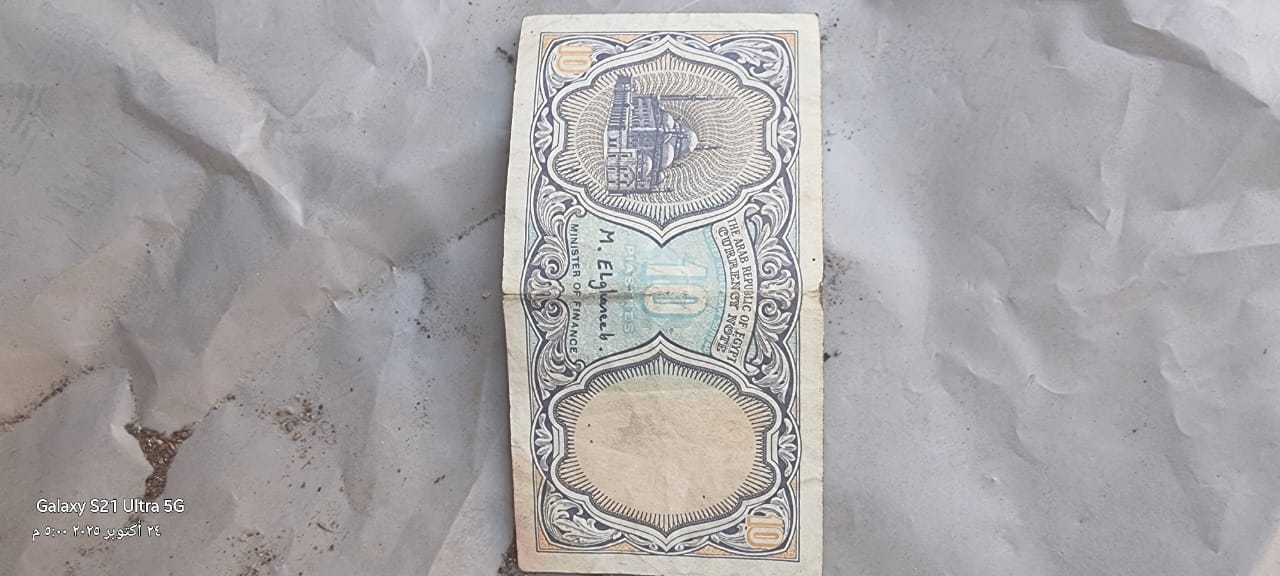 10
THE ARAB REPUBLIC OF EGYPT
CURRENCY NOTE
10
PIASTRES
M. Elghareeb.
MINISTER OF FINANCE
10
Galaxy S21 Ultra 5G
٢٤ أكتوبر ٢٠٢٥ ٥:٠٠ م